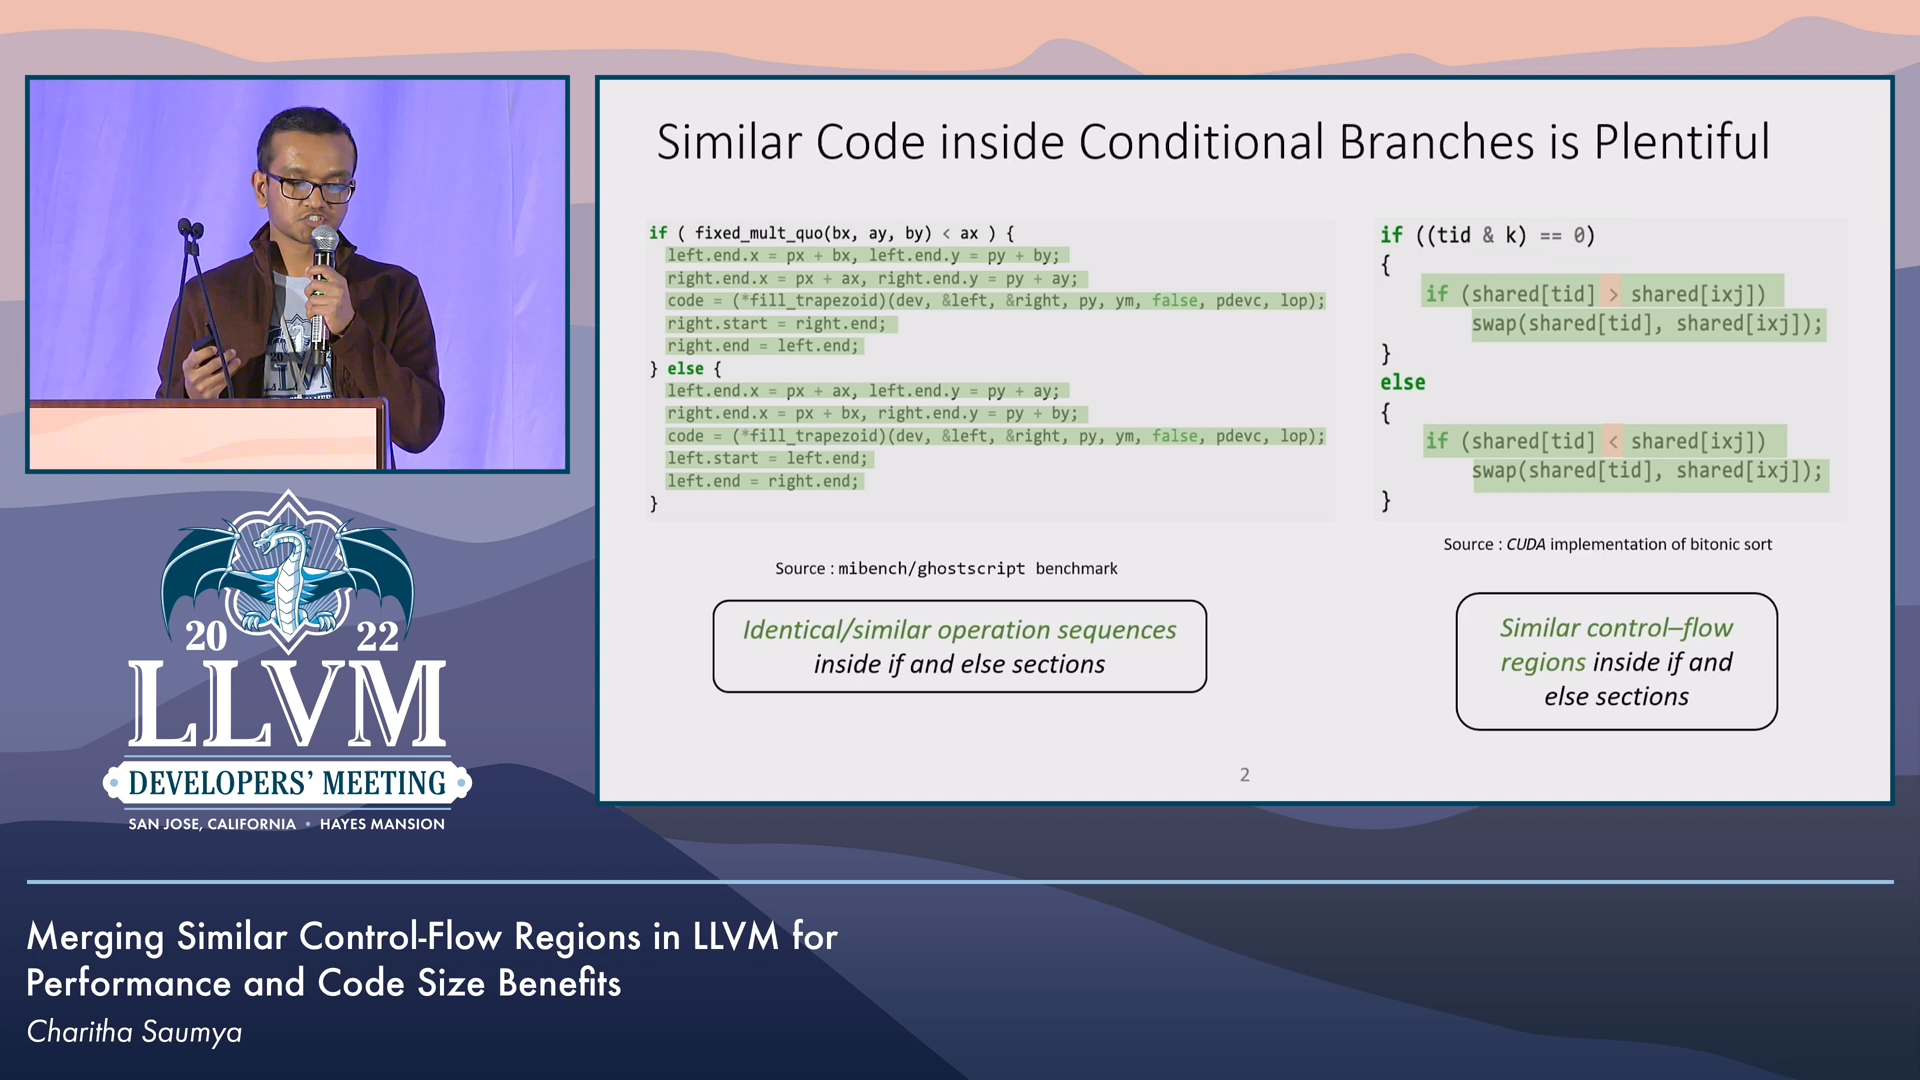 Similar Code inside Conditional Branches is Plentiful
if ( fixed_mult_quo(bx, ay, by) < ax ) {
left.end.x = px + bx, left.end.y = py + by;
right.end.x = px + ax, right.end.y = py + ay;
code = (*fill_trapezoid)(dev, &left, &right, py, ym, false, pdevc, lop);
right.start = right.end;
right.end = left.end;
} else {
left.end.x = px + ax, left.end.y = py + ay;
right.end.x = px + bx, right.end.y = py + by;
code = (*fill_trapezoid)(dev, &left, &right, py, ym, false, pdevc, lop);
left.start = left.end;
left.end = right.end;
}
Source : mibench/ghostscript benchmark
Identical/similar operation sequences
inside if and else sections
if ((tid & k) == 0)
{
if (shared[tid] > shared[ixj])
swap(shared[tid], shared[ixj]);
}
else
{
if (shared[tid] < shared[ixj])
swap(shared[tid], shared[ixj]);
}
Source : CUDA implementation of bitonic sort
Similar control–flow
regions inside if and
else sections
2
20 22
LLVM
DEVELOPERS' MEETING
SAN JOSE, CALIFORNIA • HAYES MANSION
Merging Similar Control-Flow Regions in LLVM for
Performance and Code Size Benefits
Charitha Saumya